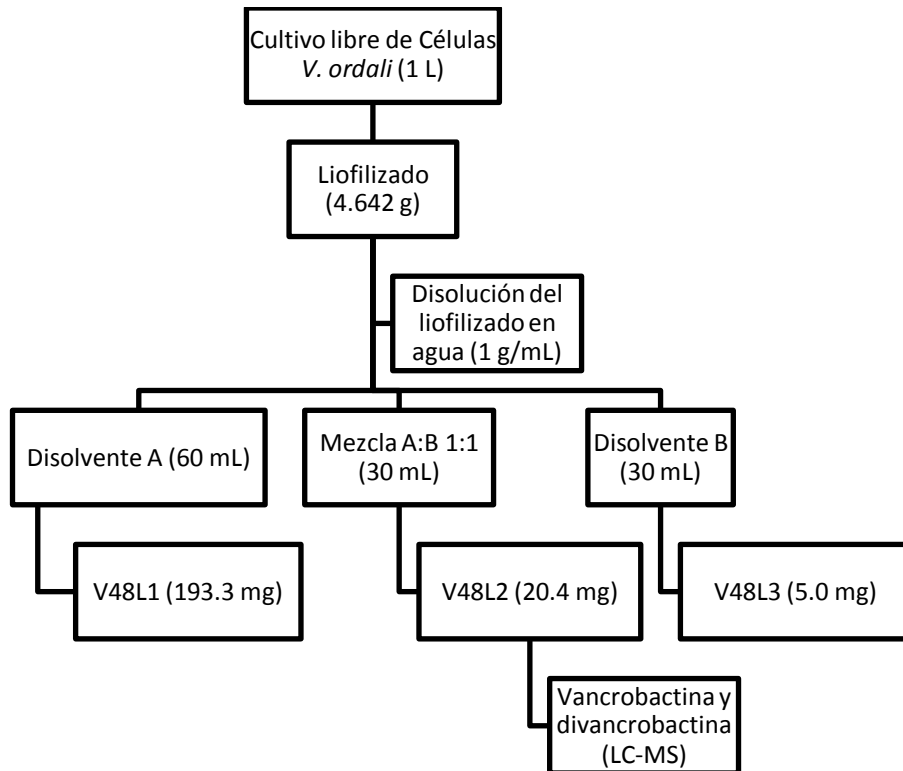 Cultivo libre de Células
V. ordali (1 L)
Liofilizado
(4.642 g)
Disolución del
liofilizado en
agua (1 g/mL)
Disolvente A (60 mL)
Mezcla A:B 1:1
(30 mL)
Disolvente B
(30 mL)
V48L1 (193.3 mg)
V48L2 (20.4 mg)
V48L3 (5.0 mg)
Vancrobactina y
divancrobactina
(LC-MS)